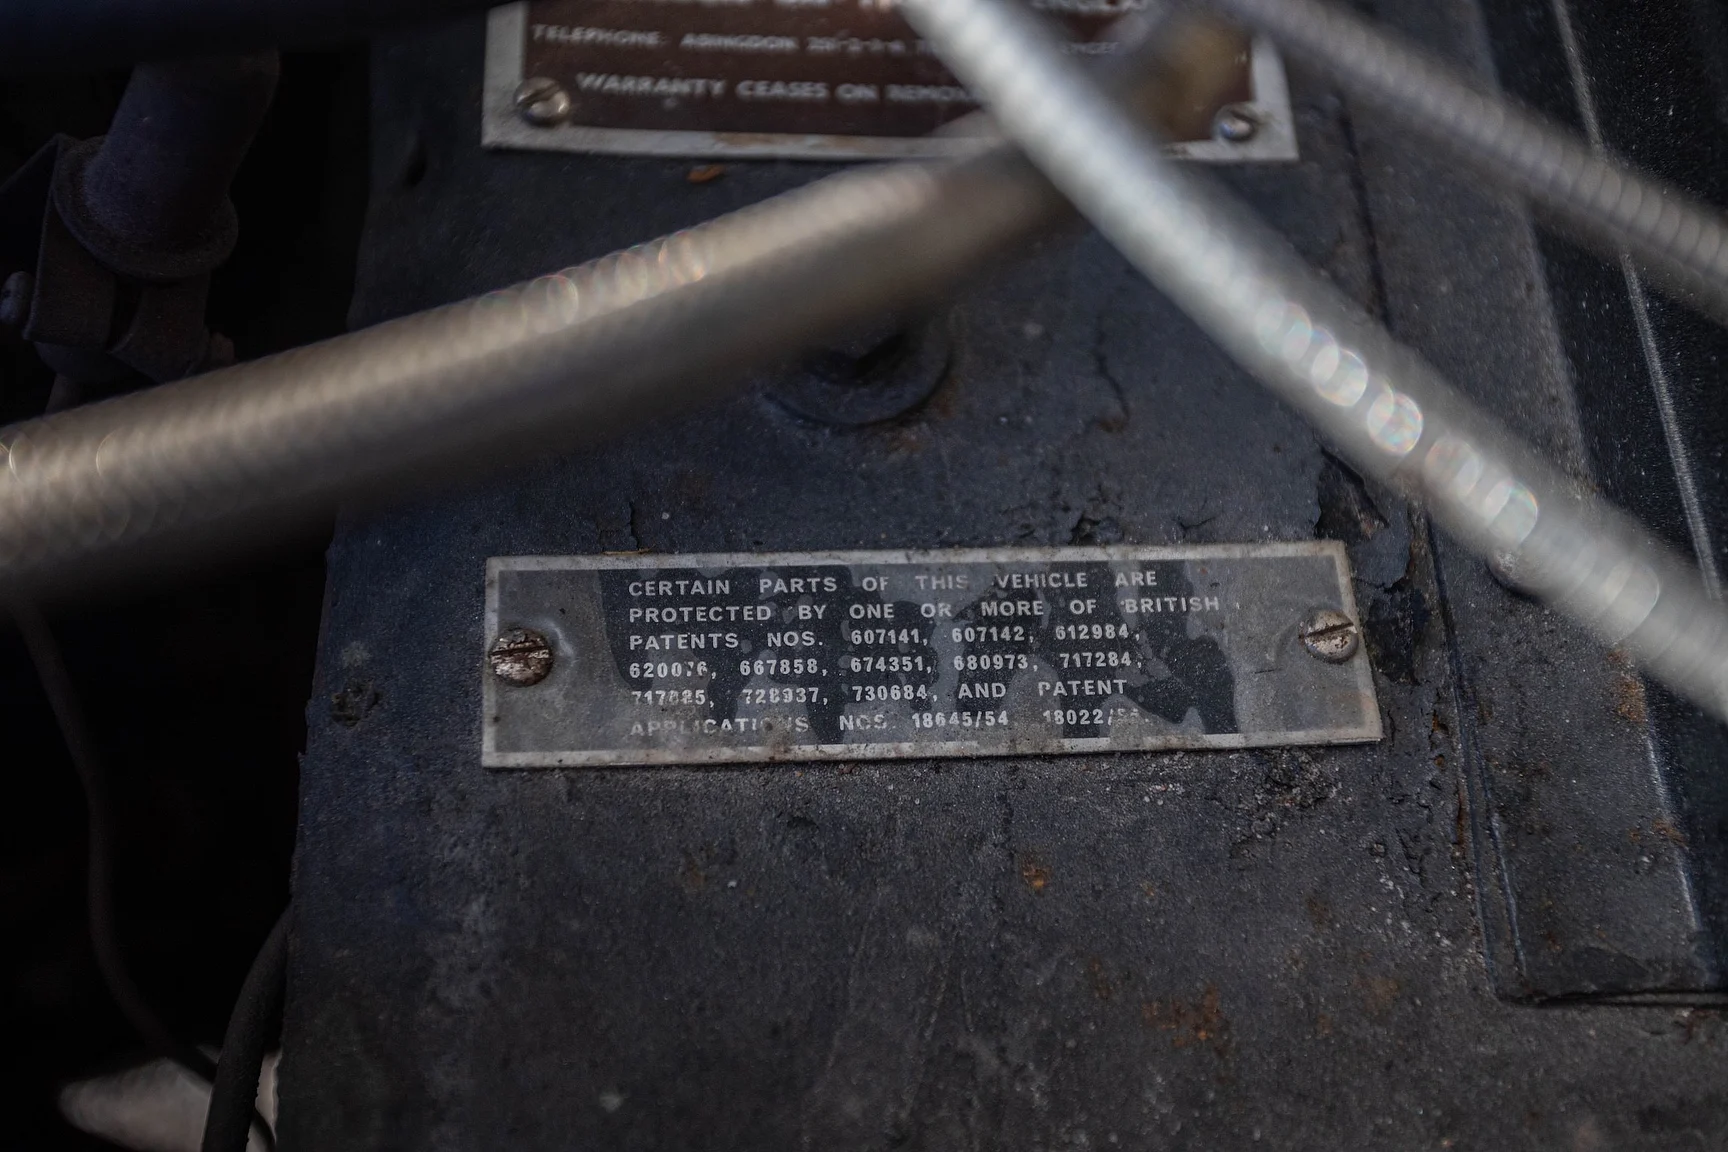 TELEPHONE: ABINGDON
WARRANTY CEASES ON
CERTAIN PARTS OF THIS VEHICLE ARE
PROTECTED BY ONE OR MORE OF BRITISH
PATENTS NOS. 607141, 607142, 612984,
667858, 674351, 680973, 717284,
728937, 730684, AND PATENT
APPLICATIONS NOS. 18645/54